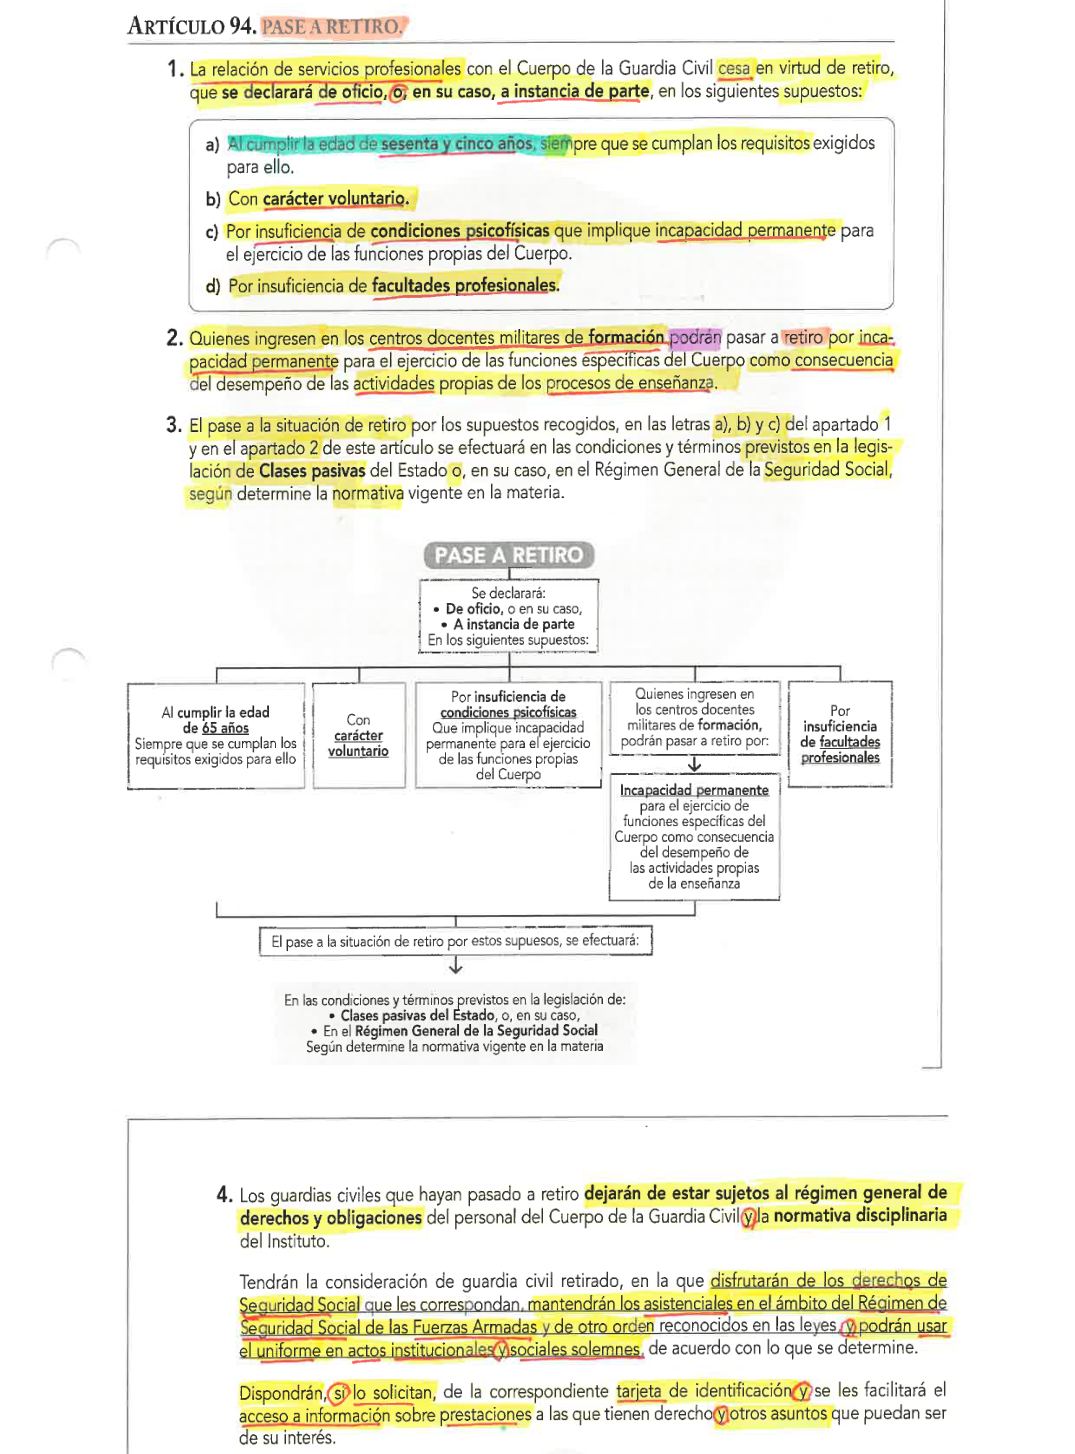 ARTÍCULO 94. PASE A RETIRO.
1. La relación de servicios profesionales con el Cuerpo de la Guardia Civil cesa en virtud de retiro,
que se declarará de oficio, o, en su caso, a instancia de parte, en los siguientes supuestos:
a) Al cumplir la edad de sesenta y cinco años, siempre que se cumplan los requisitos exigidos
para ello.
b) Con carácter voluntario.
c) Por insuficiencia de condiciones psicofísicas que implique incapacidad permanente para
el ejercicio de las funciones propias del Cuerpo.
d) Por insuficiencia de facultades profesionales.
2. Quienes ingresen en los centros docentes militares de formación podrán pasar a retiro por inca-
pacidad permanente para el ejercicio de las funciones específicas del Cuerpo como consecuencia
del desempeño de las actividades propias de los procesos de enseñanza.
3. El pase a la situación de retiro por los supuestos recogidos, en las letras a), b) y c) del apartado 1
y en el apartado 2 de este artículo se efectuará en las condiciones y términos previstos en la legis-
lación de Clases pasivas del Estado o, en su caso, en el Régimen General de la Seguridad Social,
según determine la normativa vigente en la materia.
PASE A RETIRO
Se declarará:
• De oficio, o en su caso,
• A instancia de parte
En los siguientes supuestos:
Al cumplir la edad
de 65 años
Siempre que se cumplan los
requisitos exigidos para ello
Con
carácter
voluntario
Por insuficiencia de
condiciones psicofísicas
Que implique incapacidad
permanente para el ejercicio
de las funciones propias
del Cuerpo
Quienes ingresen en
los centros docentes
militares de formación,
podrán pasar a retiro por:
Incapacidad permanente
para el ejercicio de
funciones específicas del
Cuerpo como consecuencia
del desempeño de
las actividades propias
de la enseñanza
Por
insuficiencia
de facultades
profesionales
El pase a la situación de retiro por estos supuesos, se efectuará:
En las condiciones y términos previstos en la legislación de:
• Clases pasivas del Estado, o, en su caso,
• En el Régimen General de la Seguridad Social
Según determine la normativa vigente en la materia
4. Los guardias civiles que hayan pasado a retiro dejarán de estar sujetos al régimen general de
derechos y obligaciones del personal del Cuerpo de la Guardia Civil y la normativa disciplinaria
del Instituto.
Tendrán la consideración de guardia civil retirado, en la que disfrutarán de los derechos de
Seguridad Social que les correspondan, mantendrán los asistenciales en el ámbito del Régimen de
Seguridad Social de las Fuerzas Armadas y de otro orden reconocidos en las leyes, y podrán usar
el uniforme en actos institucionales y sociales solemnes, de acuerdo con lo que se determine.
Dispondrán, si lo solicitan, de la correspondiente tarjeta de identificación y se les facilitará el
acceso a información sobre prestaciones a las que tienen derecho y otros asuntos que puedan ser
de su interés.